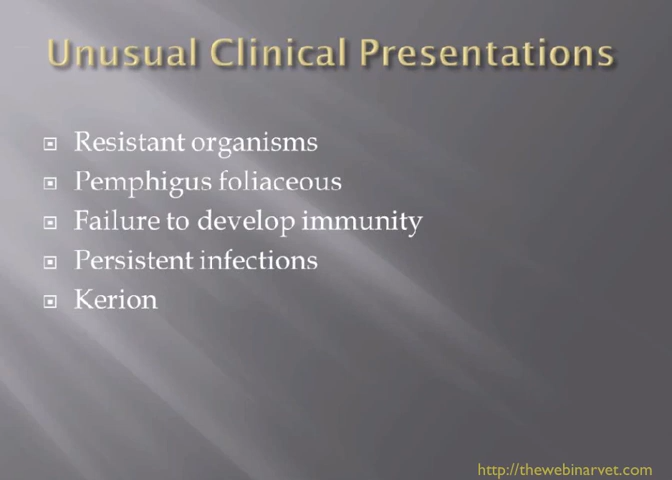 Unusual Clinical Presentations
Resistant organisms
Pemphigus foliaceous
Failure to develop immunity
Persistent infections
Kerion
http://thewebinarvet.com